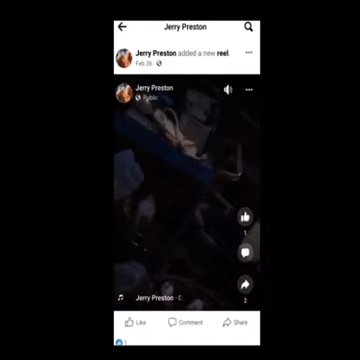 Jerry Preston
Jerry Preston added a new reel.
Feb 26
Jerry Preston
Public
1
2
Jerry Preston · C
Like Comment Share
1